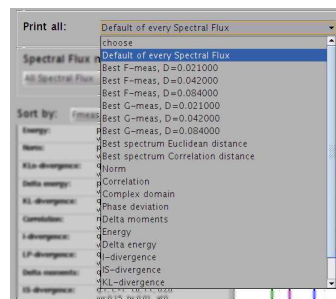 Print all:
Default of every Spectral Flux
choose
Default of every Spectral Flux
Best F-meas, D=0.021000
Best F-meas, D=0.042000
Best F-meas, D=0.084000
Best G-meas, D=0.021000
Best G-meas, D=0.042000
Best G-meas, D=0.084000
Best spectrum Euclidean distance
Best spectrum Correlation distance
Norm
Correlation
Complex domain
Phase deviation
Delta moments
Energy
Delta energy
I-divergence
IS-divergence
KL-divergence
Spectral Flux
All Spectral Flux
Sort by:
Energy:
Norm:
KLo-divergence:
Delta energy:
KL-divergence:
Correlation:
I-divergence:
LP-divergence:
Delta moments:
IS-divergence: